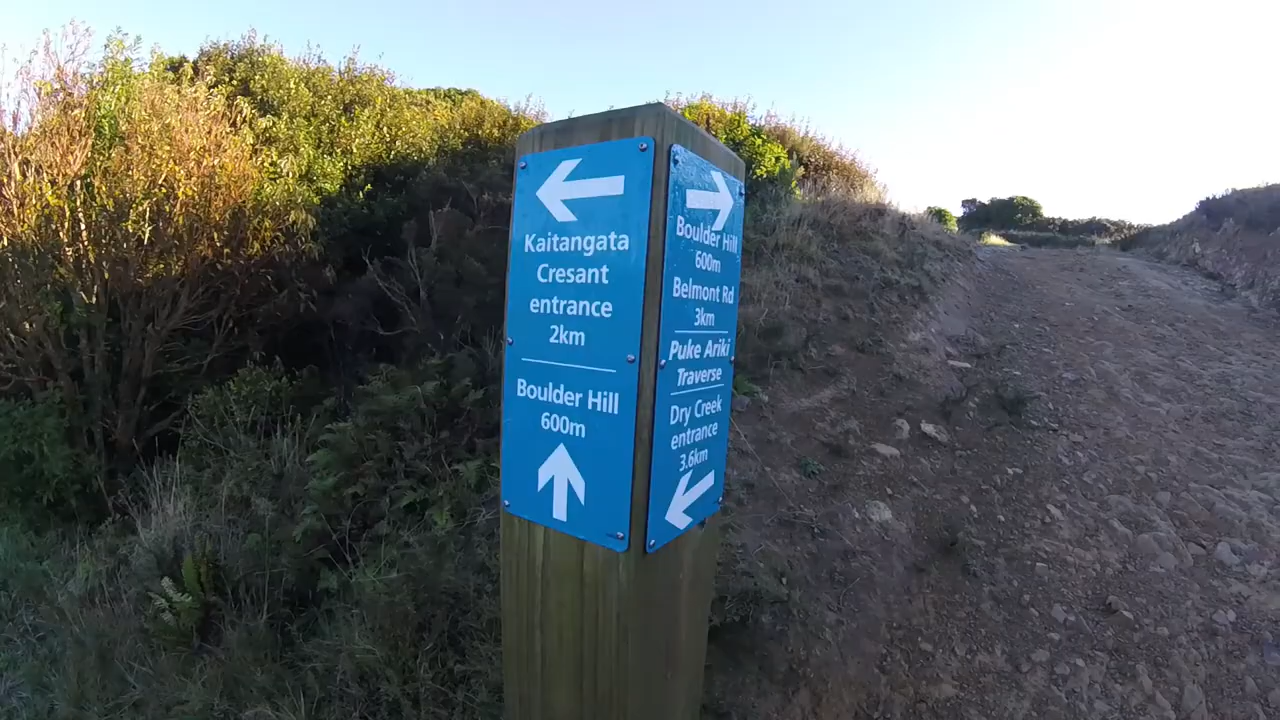 Kaitangata
Cresant
entrance
2km
Boulder Hill
600m
Boulder Hill
600m
Belmont Rd
3km
Puke Ariki
Traverse
Dry Creek
entrance
3.6km